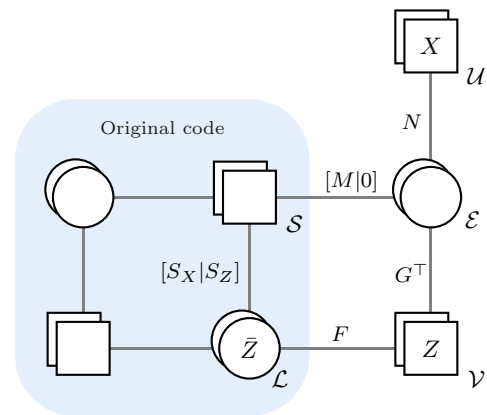 X
𝒰
N
Original code
[M|0]
𝒮
ℰ
[S_X|S_Z]
G^⊤
Z̄
F
Z
ℒ
𝒱